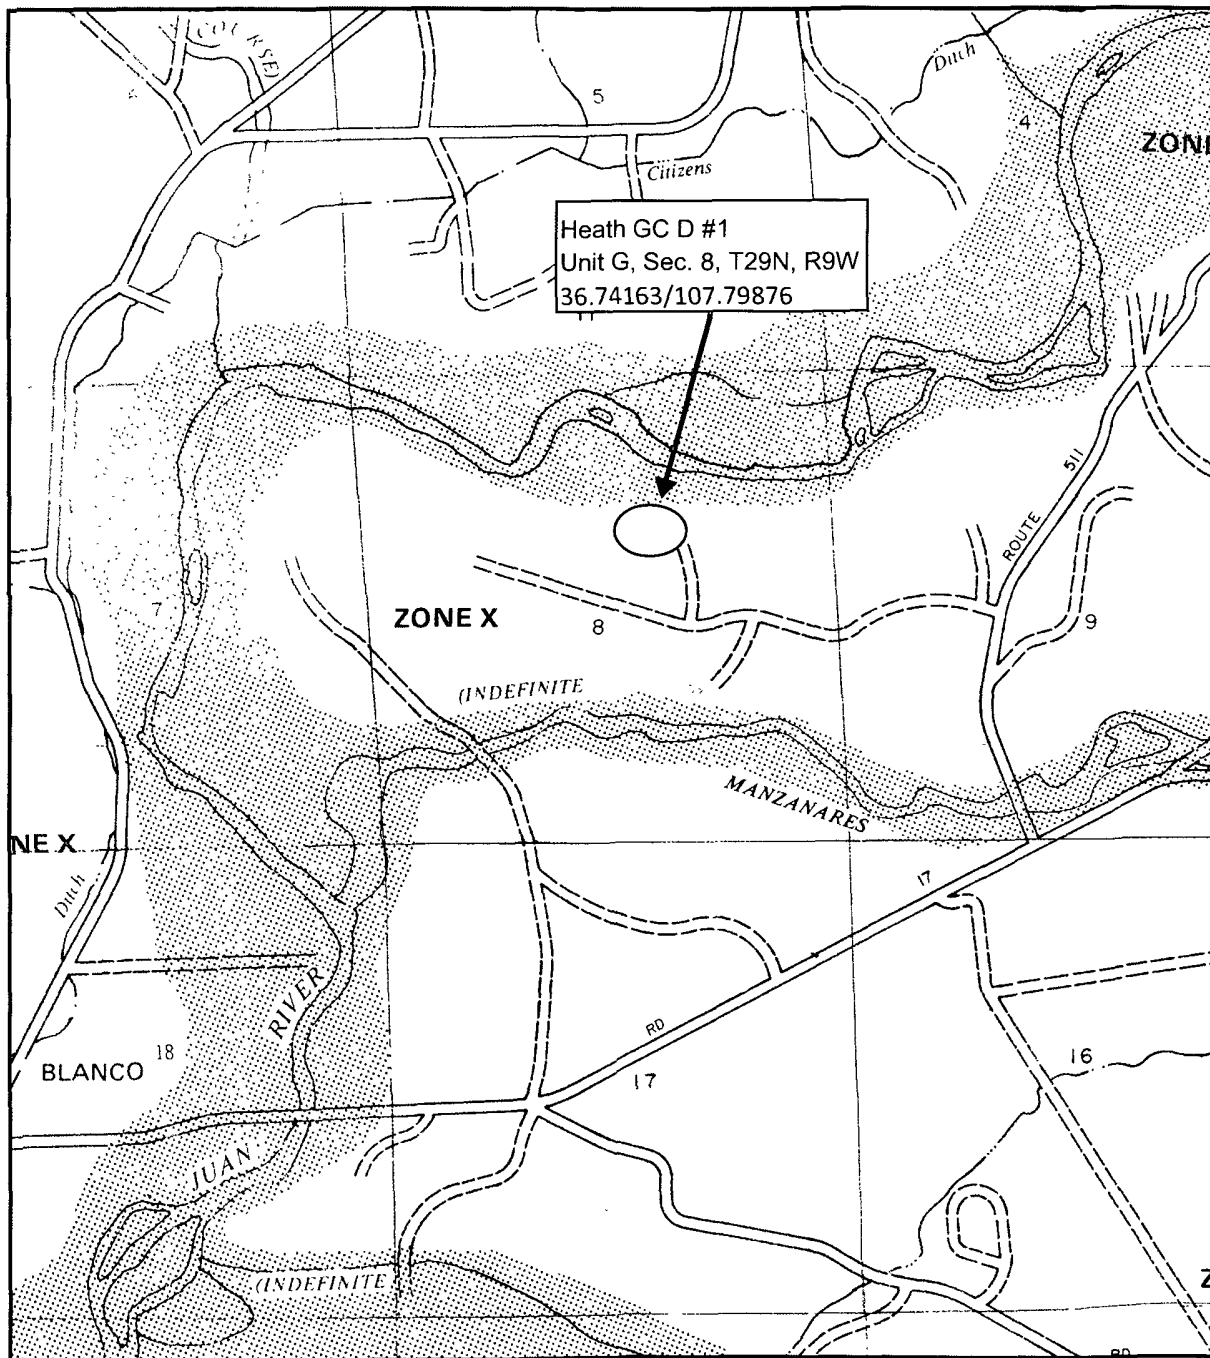 COURSE)
5
Ditch
4
ZONE
Citizens
Heath GC D #1
Unit G, Sec. 8, T29N, R9W
36.74163/107.79876
ROUTE 511
7
ZONE X
8
9
(INDEFINITE
MANZANARES
NE X
Ditch
17
RIVER
RD
BLANCO
18
17
16
JUAN
(INDEFINITE
Z
RD